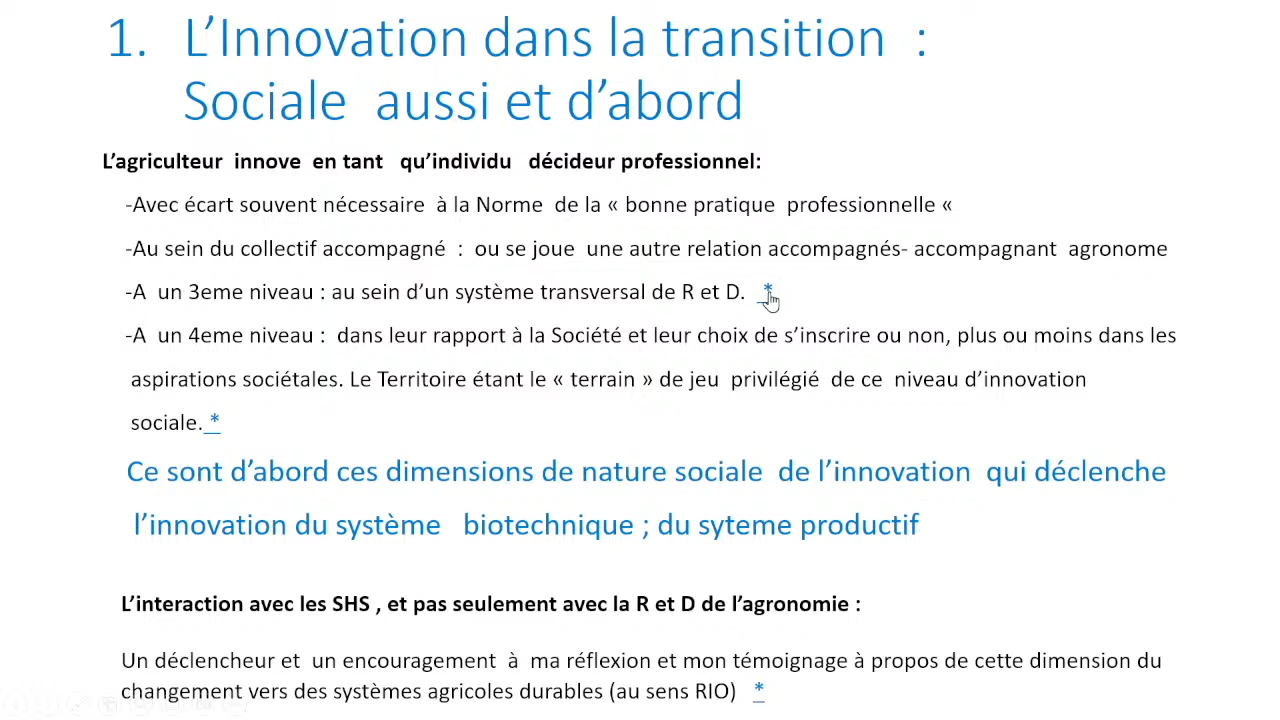 1. L’Innovation dans la transition :
Sociale aussi et d’abord
L’agriculteur innove en tant qu’individu décideur professionnel:
-Avec écart souvent nécessaire à la Norme de la « bonne pratique professionnelle «
-Au sein du collectif accompagné : ou se joue une autre relation accompagnés- accompagnant agronome
-A un 3eme niveau : au sein d’un système transversal de R et D. *
-A un 4eme niveau : dans leur rapport à la Société et leur choix de s’inscrire ou non, plus ou moins dans les
aspirations sociétales. Le Territoire étant le « terrain » de jeu privilégié de ce niveau d’innovation
sociale. *
Ce sont d’abord ces dimensions de nature sociale de l’innovation qui déclenche
l’innovation du système biotechnique ; du syteme productif
L’interaction avec les SHS , et pas seulement avec la R et D de l’agronomie :
Un déclencheur et un encouragement à ma réflexion et mon témoignage à propos de cette dimension du
changement vers des systèmes agricoles durables (au sens RIO) *